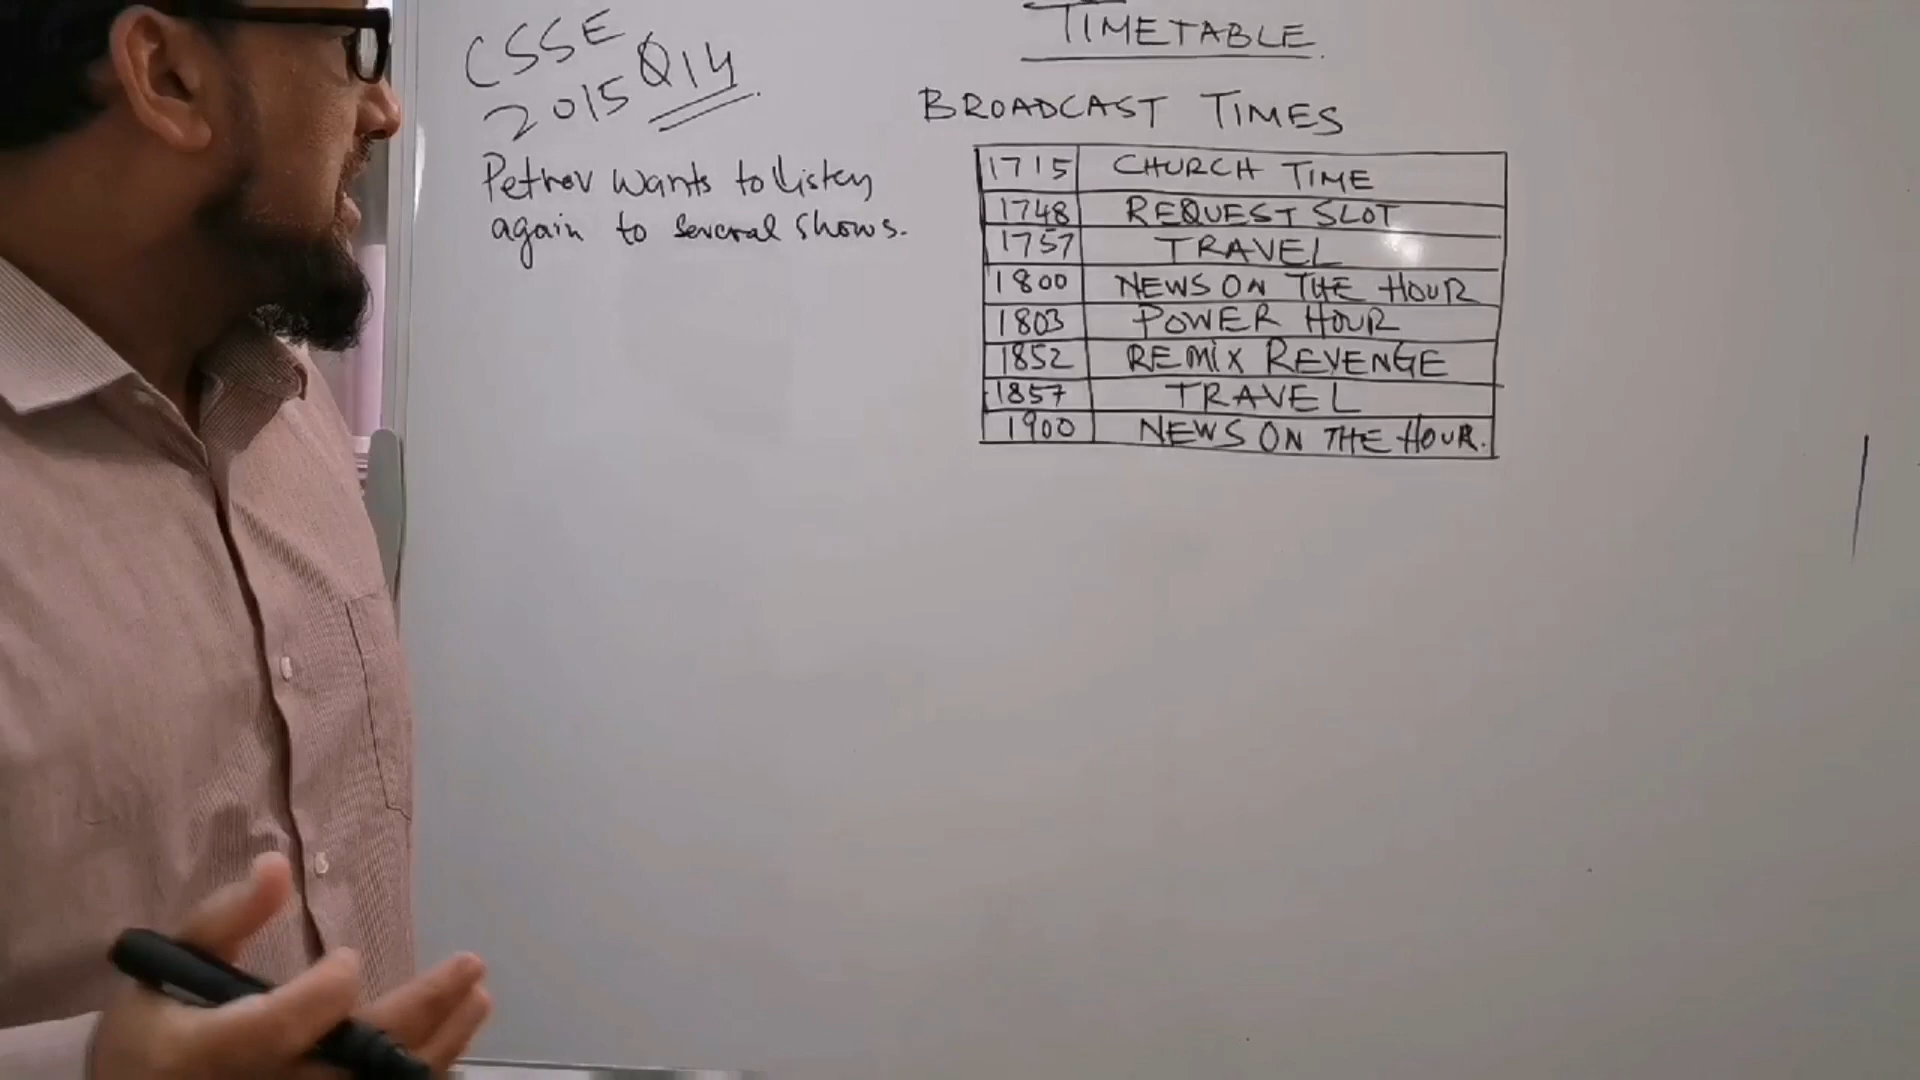 CSSE
2015 Q14
Petrov wants to listen
again to several shows.
TIMETABLE
BROADCAST TIMES
1715 CHURCH TIME
1748 REQUEST SLOT
1757 TRAVEL
1800 NEWS ON THE HOUR
1803 POWER HOUR
1852 REMIX REVENGE
1857 TRAVEL
1900 NEWS ON THE HOUR.